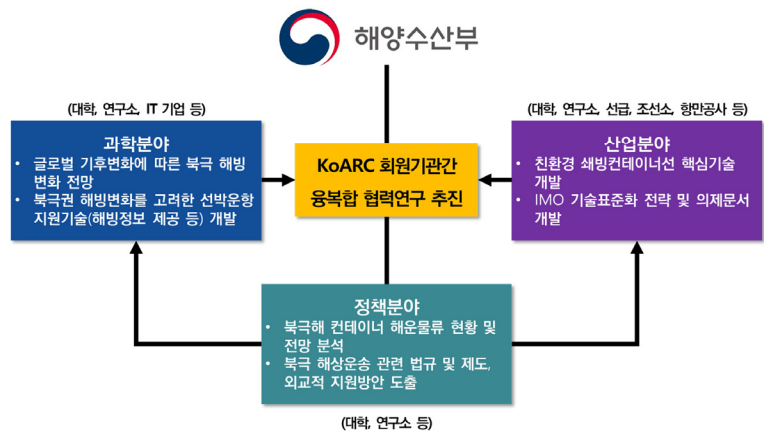 해양수산부
(대학, 연구소, IT 기업 등)
과학분야
• 글로벌 기후변화에 따른 북극 해빙
변화 전망
• 북극권 해빙변화를 고려한 선박운항
지원기술(해빙정보 제공 등) 개발
KoARC 회원기관간
융복합 협력연구 추진
(대학, 연구소, 선급, 조선소, 항만공사 등)
산업분야
• 친환경 쇄빙컨테이너선 핵심기술
개발
• IMO 기술표준화 전략 및 의제문서
개발
정책분야
• 북극해 컨테이너 해운물류 현황 및
전망 분석
• 북극 해상운송 관련 법규 및 제도,
외교적 지원방안 도출
(대학, 연구소 등)